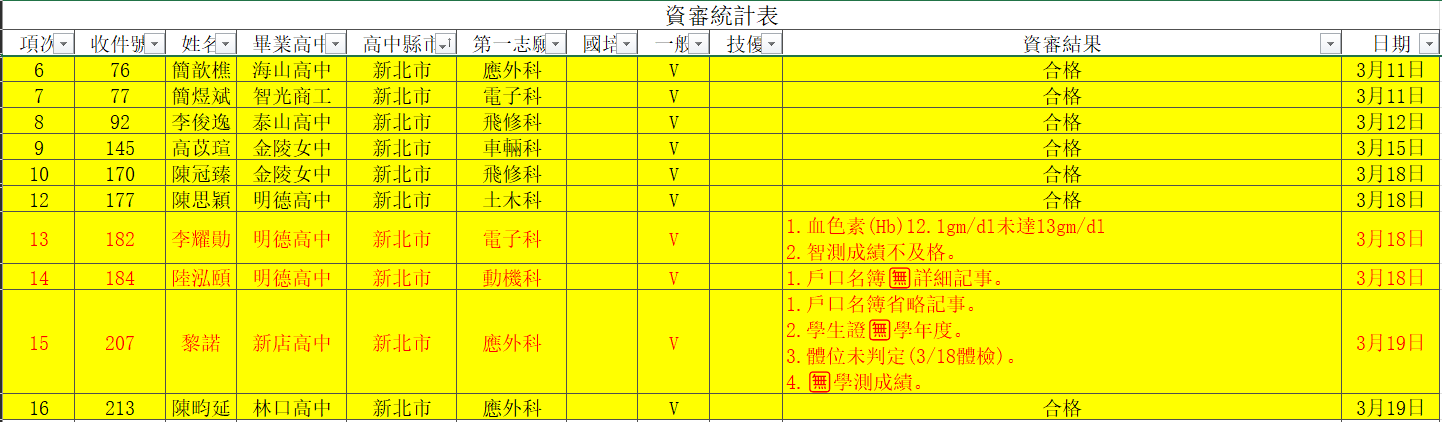 資審統計表
項次 收件號 姓名 畢業高中 高中縣市 第一志願 國培 一般 技優 資審結果 日期
6 76 簡歆樵 海山高中 新北市 應外科 V 合格 3月11日
7 77 簡煜斌 智光商工 新北市 電子科 V 合格 3月11日
8 92 李俊逸 泰山高中 新北市 飛修科 V 合格 3月12日
9 145 高苡瑄 金陵女中 新北市 車輛科 V 合格 3月15日
10 170 陳冠臻 金陵女中 新北市 飛修科 V 合格 3月18日
12 177 陳思穎 明德高中 新北市 土木科 V 合格 3月18日
13 182 李耀勛 明德高中 新北市 電子科 V 1.血色素(Hb)12.1gm/dl未達13gm/dl 3月18日
2.智測成績不及格。
14 184 陸泓頤 明德高中 新北市 動機科 V 1.戶口名簿無詳細記事。 3月18日
15 207 黎諾 新店高中 新北市 應外科 V 1.戶口名簿省略記事。 3月19日
2.學生證無學年度。
3.體位未判定(3/18體檢)。
4.無學測成績。
16 213 陳畇延 林口高中 新北市 應外科 V 合格 3月19日